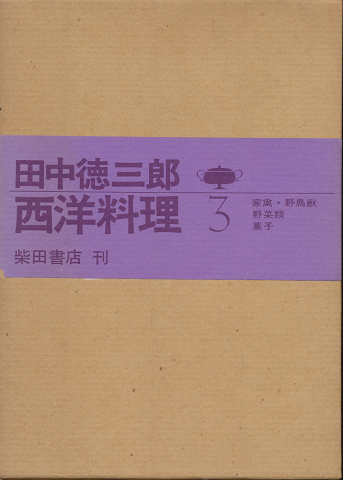 田中徳三郎
西洋料理
3
家禽・野鳥獣
野菜類
菓子
柴田書店 刊